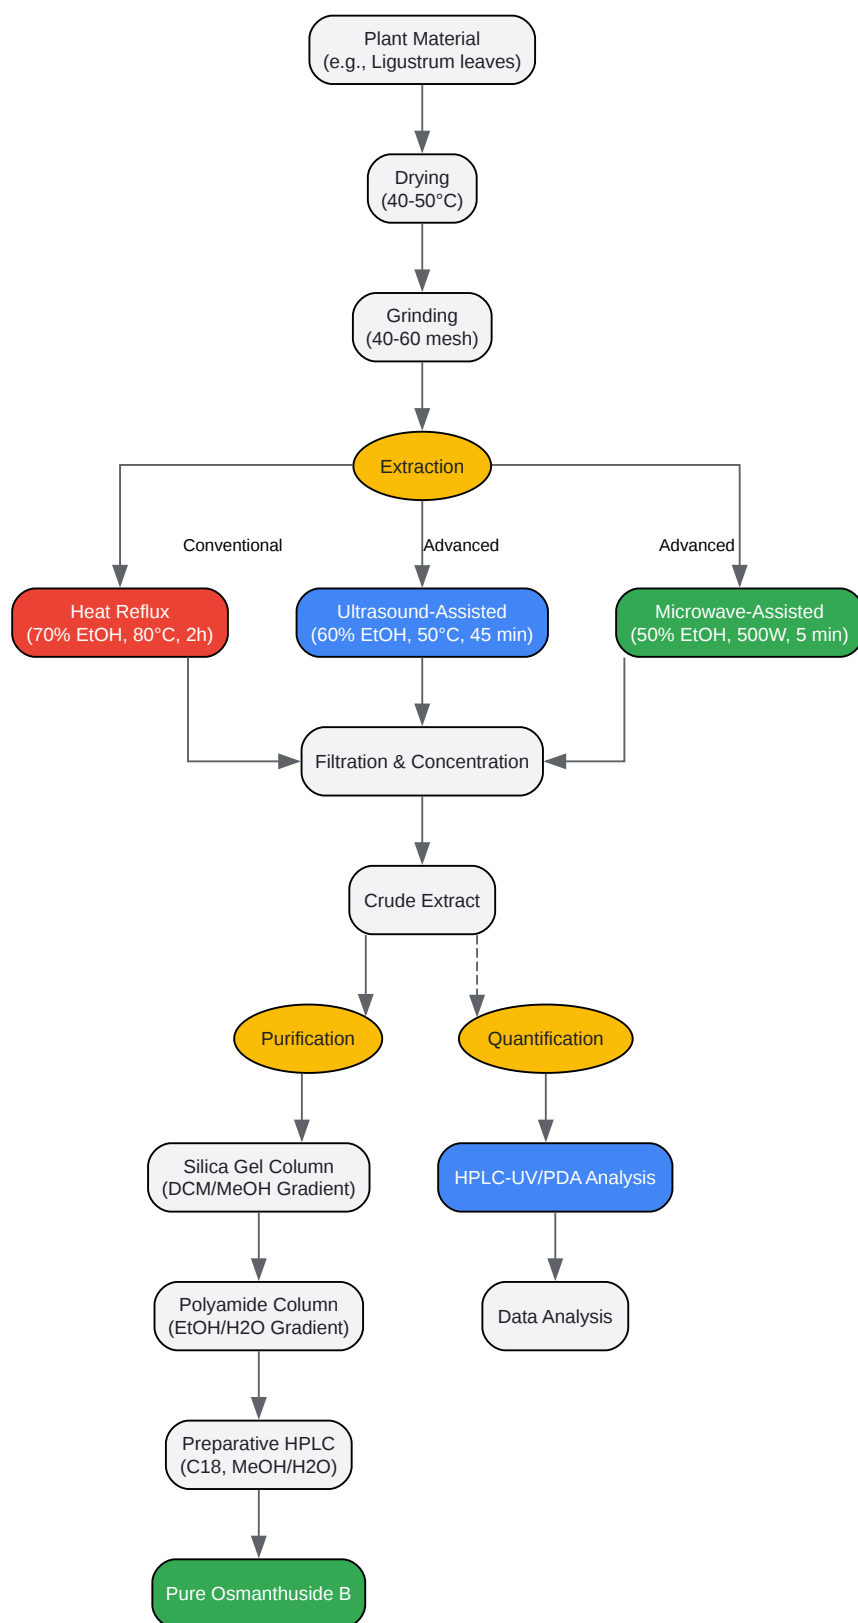 Plant Material
(e.g., Ligustrum leaves)
Drying
(40-50°C)
Grinding
(40-60 mesh)
Extraction
Conventional
Advanced
Advanced
Heat Reflux
(70% EtOH, 80°C, 2h)
Ultrasound-Assisted
(60% EtOH, 50°C, 45 min)
Microwave-Assisted
(50% EtOH, 500W, 5 min)
Filtration & Concentration
Crude Extract
Purification
Quantification
Silica Gel Column
(DCM/MeOH Gradient)
HPLC-UV/PDA Analysis
Polyamide Column
(EtOH/H2O Gradient)
Data Analysis
Preparative HPLC
(C18, MeOH/H2O)
Pure Osmanthuside B